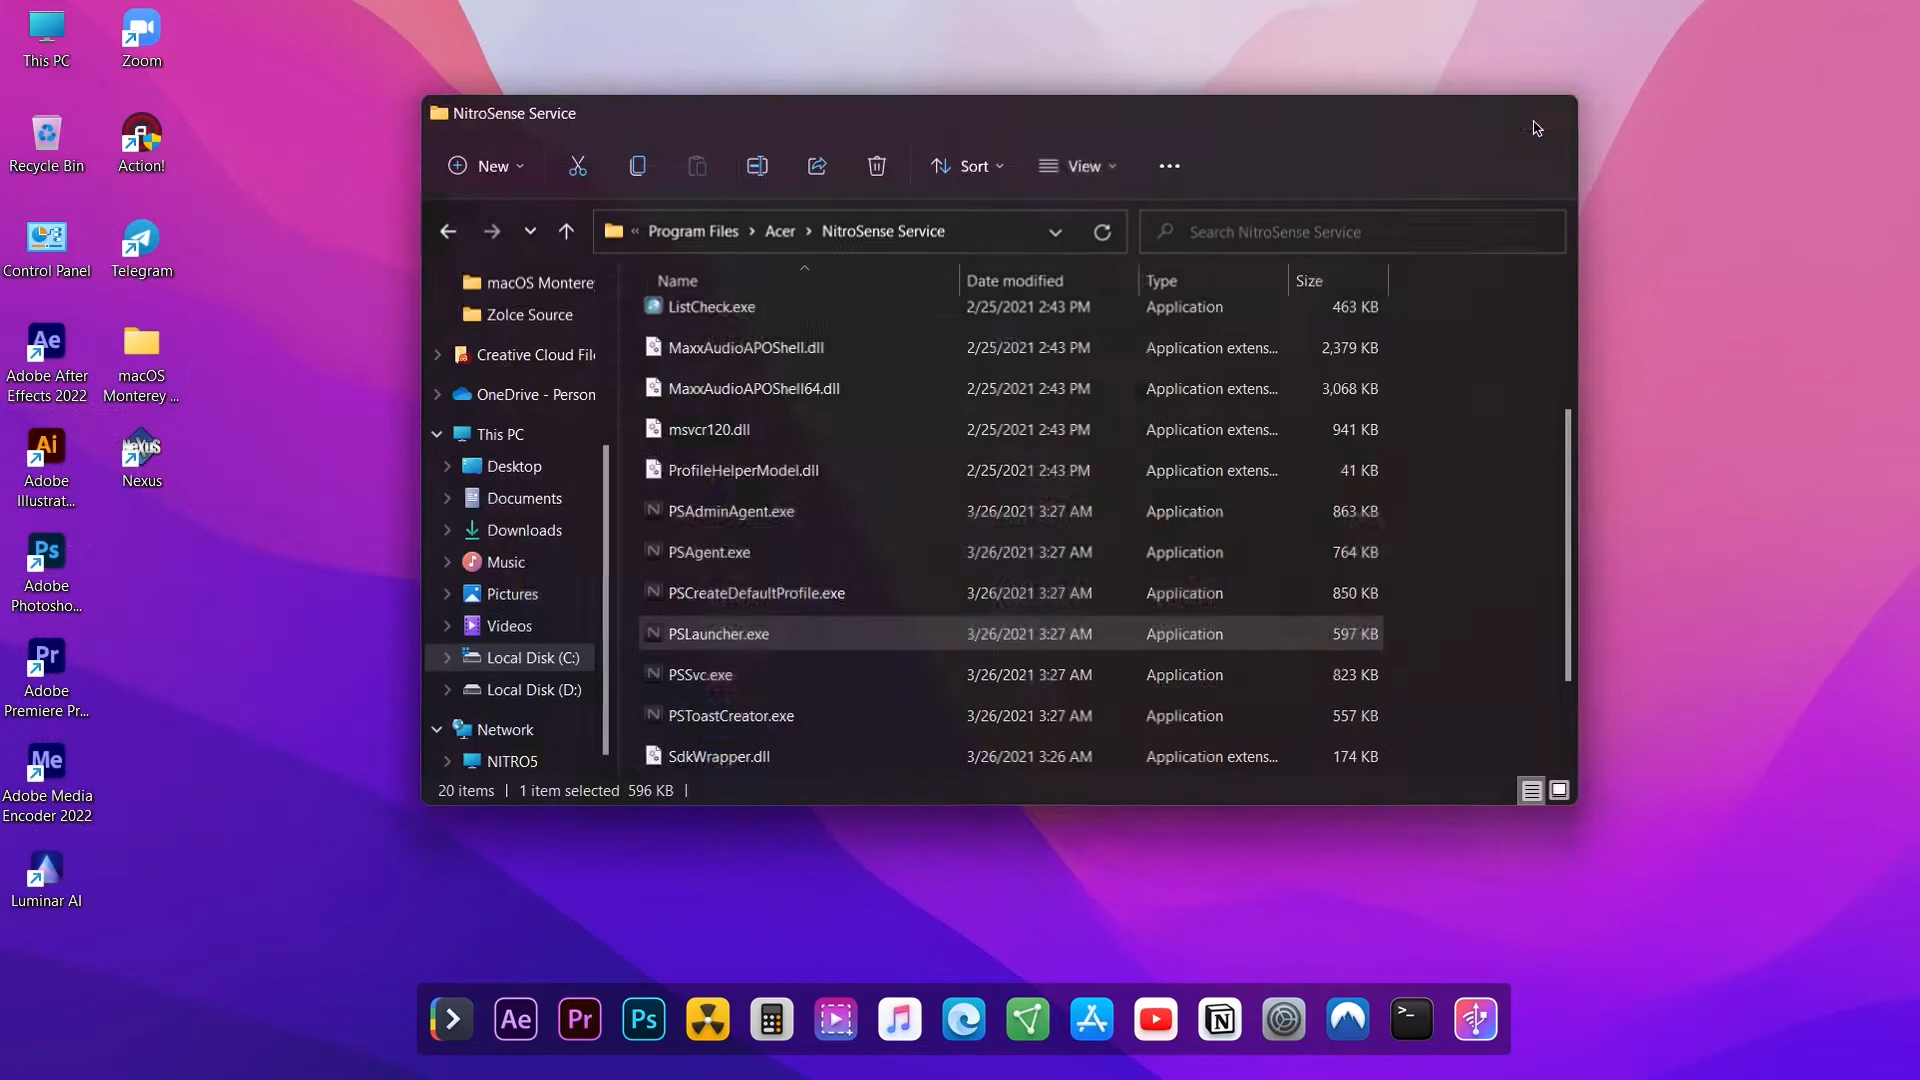 This PC
Zoom
Recycle Bin
Action!
Control Panel
Telegram
Ae
Adobe After
Effects 2022
macOS
Monterey ...
Ai
Adobe
Illustrat...
NeXuS
Nexus
Ps
Adobe
Photosho...
Pr
Adobe
Premiere Pr...
Me
Adobe Media
Encoder 2022
Luminar AI
NitroSense Service
New
Sort
View
Program Files > Acer > NitroSense Service
Search NitroSense Service
macOS Montere
Zolce Source
Creative Cloud Fil
OneDrive - Person
This PC
Desktop
Documents
Downloads
Music
Pictures
Videos
Local Disk (C:)
Local Disk (D:)
Network
NITRO5
Name Date modified Type Size
ListCheck.exe 2/25/2021 2:43 PM Application 463 KB
MaxxAudioAPOShell.dll 2/25/2021 2:43 PM Application extens... 2,379 KB
MaxxAudioAPOShell64.dll 2/25/2021 2:43 PM Application extens... 3,068 KB
msvcr120.dll 2/25/2021 2:43 PM Application extens... 941 KB
ProfileHelperModel.dll 2/25/2021 2:43 PM Application extens... 41 KB
PSAdminAgent.exe 3/26/2021 3:27 AM Application 863 KB
PSAgent.exe 3/26/2021 3:27 AM Application 764 KB
PSCreateDefaultProfile.exe 3/26/2021 3:27 AM Application 850 KB
PSLauncher.exe 3/26/2021 3:27 AM Application 597 KB
PSSvc.exe 3/26/2021 3:27 AM Application 823 KB
PSToastCreator.exe 3/26/2021 3:27 AM Application 557 KB
SdkWrapper.dll 3/26/2021 3:26 AM Application extens... 174 KB
20 items | 1 item selected 596 KB |
Ae Pr Ps